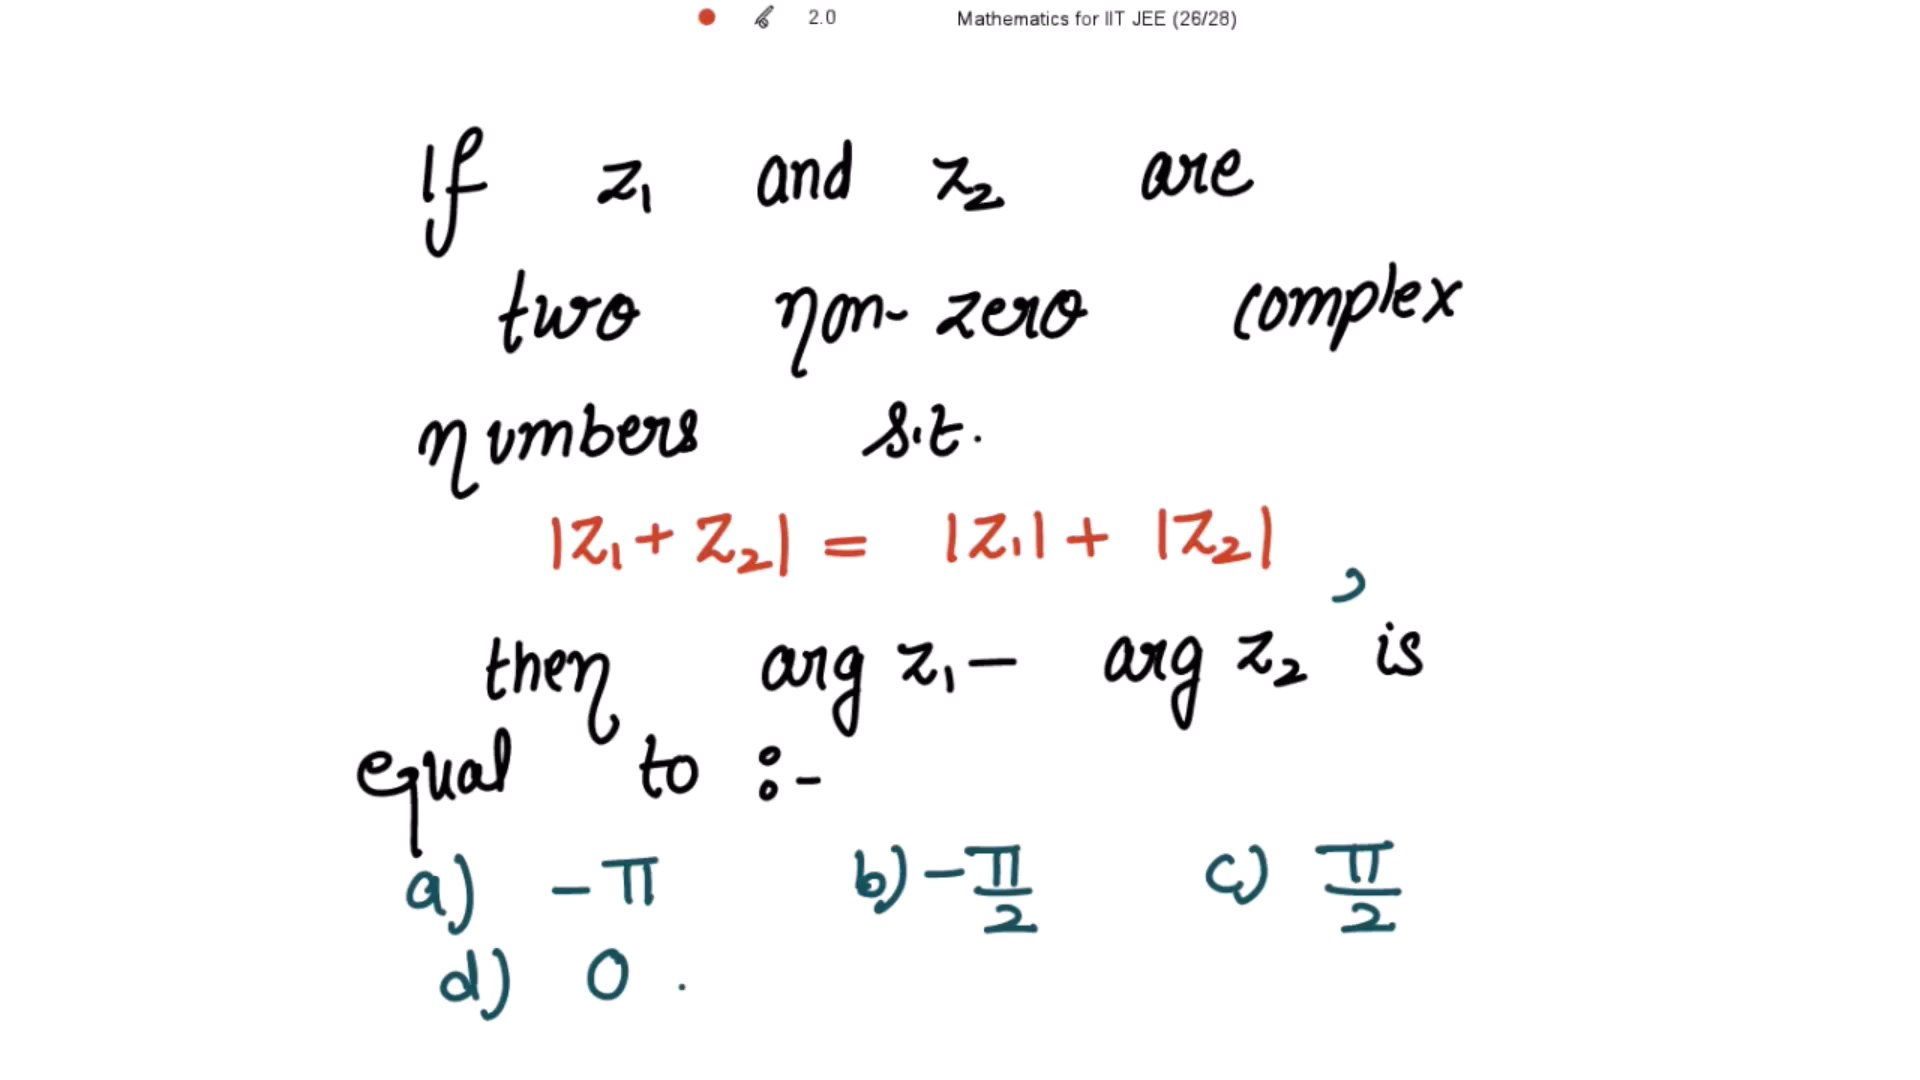 2.0 Mathematics for IIT JEE (26/28)
If z₁ and z₂ are
two non-zero complex
numbers s.t.
|z₁ + z₂| = |z₁| + |z₂| ,
then arg z₁ - arg z₂ is
equal to :-
a) -π b) -π/2 c) π/2
d) 0 .